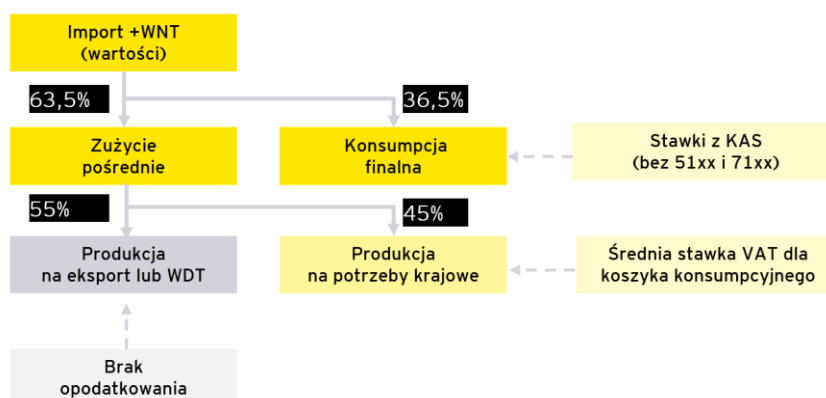 Import +WNT
(wartości)
63,5%
36,5%
Zużycie
pośrednie
Konsumpcja
finalna
Stawki z KAS
(bez 51xx i 71xx)
55%
45%
Produkcja
na eksport lub WDT
Produkcja
na potrzeby krajowe
Średnia stawka VAT dla
koszyka konsumpcyjnego
Brak
opodatkowania